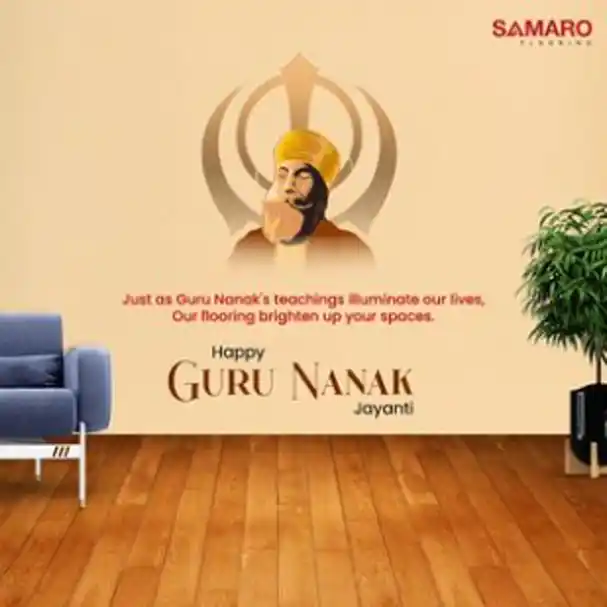 SAMARO
FLOORING
Just as Guru Nanak's teachings illuminate our lives,
Our flooring brighten up your spaces.
Happy
GURU NANAK
Jayanti